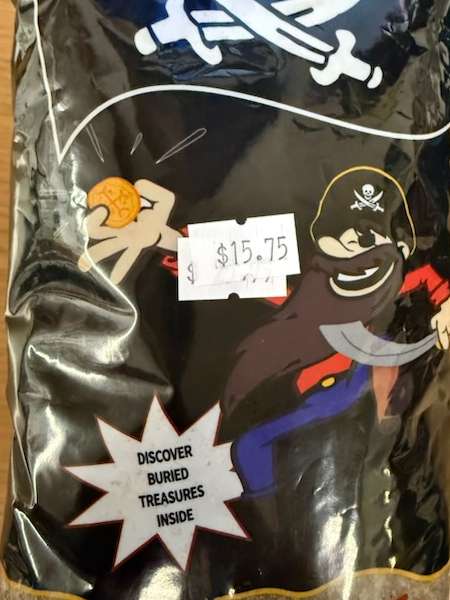 $15.75
$
DISCOVER
BURIED
TREASURES
INSIDE